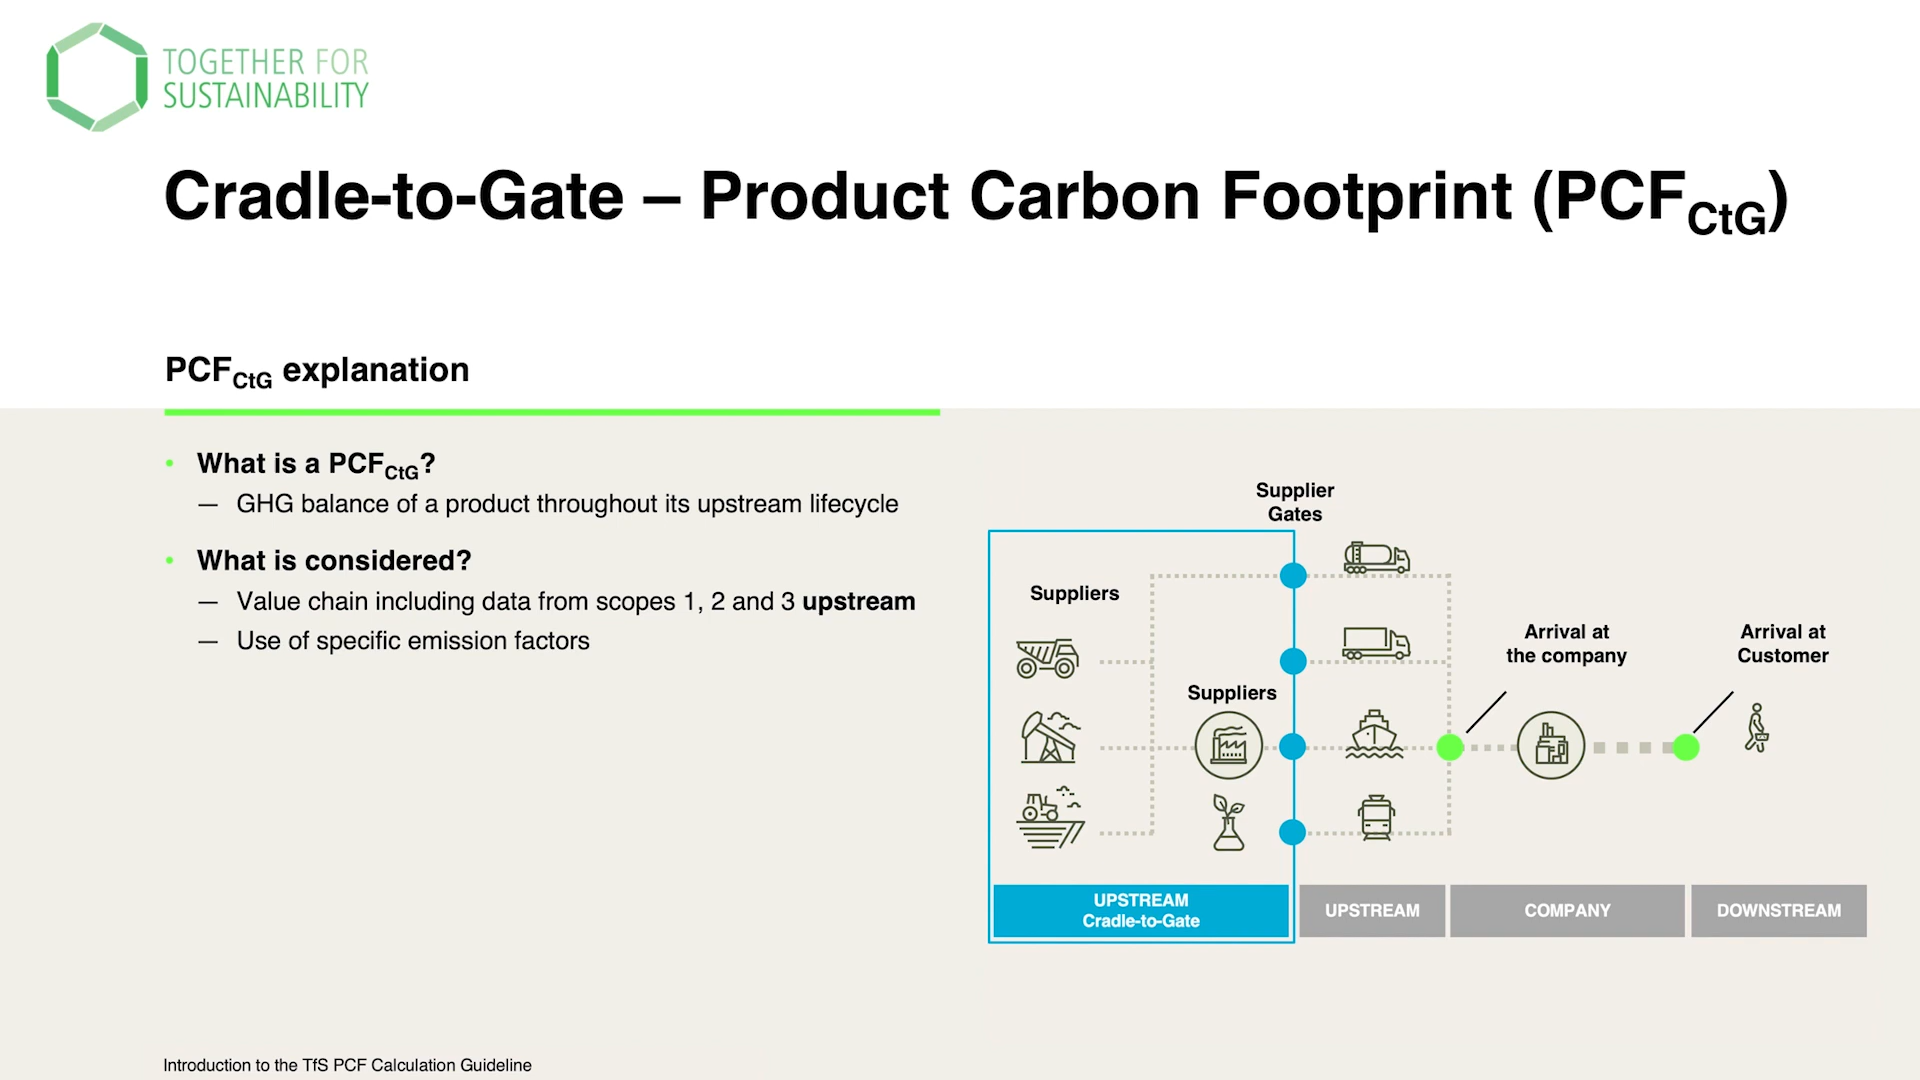 TOGETHER FOR
SUSTAINABILITY
Cradle-to-Gate – Product Carbon Footprint (PCFCtG)
PCFCtG explanation
• What is a PCFCtG?
— GHG balance of a product throughout its upstream lifecycle
• What is considered?
— Value chain including data from scopes 1, 2 and 3 upstream
— Use of specific emission factors
Supplier
Gates
Suppliers
Suppliers
Arrival at
the company
Arrival at
Customer
UPSTREAM
Cradle-to-Gate
UPSTREAM
COMPANY
DOWNSTREAM
Introduction to the TfS PCF Calculation Guideline